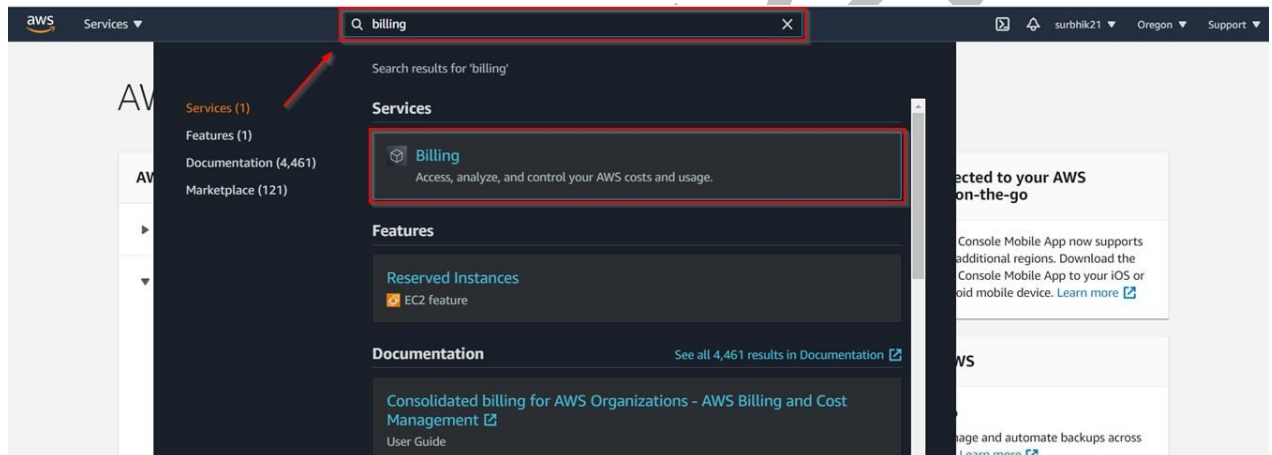 aws
Services ▼
billing
surbhik21 ▼
Oregon ▼
Support ▼
Search results for 'billing'
Services (1)
Features (1)
Documentation (4,461)
Marketplace (121)
Services
Billing
Access, analyze, and control your AWS costs and usage.
Features
Reserved Instances
EC2 feature
Documentation
See all 4,461 results in Documentation
Consolidated billing for AWS Organizations - AWS Billing and Cost
Management
User Guide
to your AWS
on-the-go
Console Mobile App now supports
additional regions. Download the
Console Mobile App to your iOS or
mobile device. Learn more
and automate backups across
Learn more